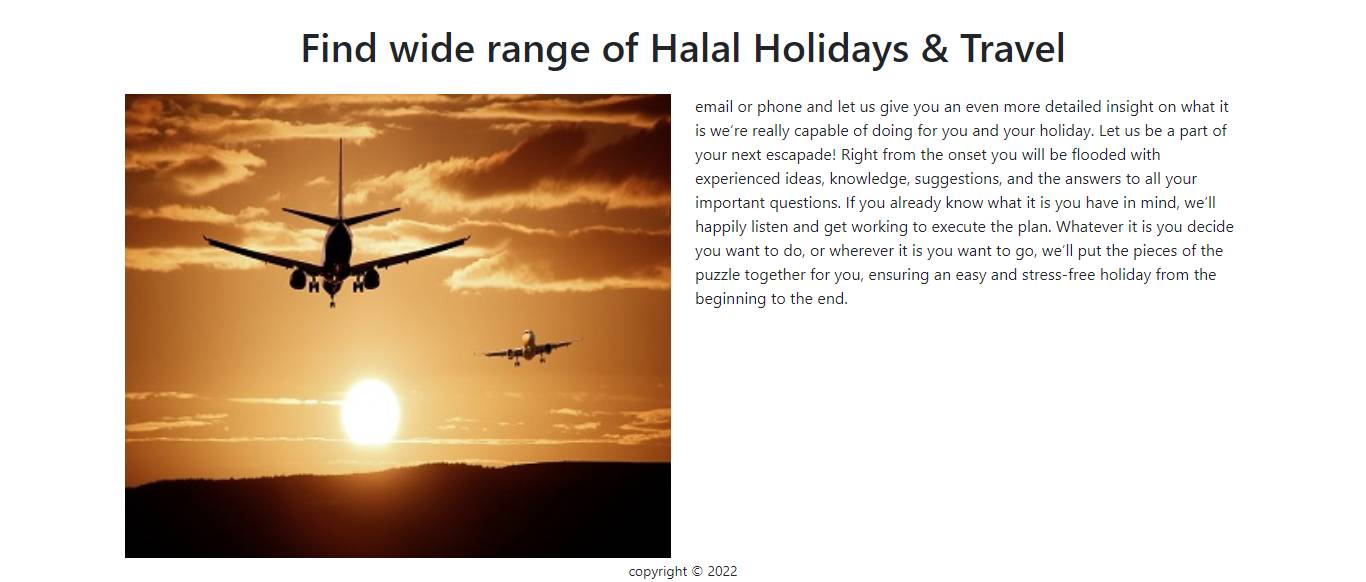 Find wide range of Halal Holidays & Travel
email or phone and let us give you an even more detailed insight on what it
is we're really capable of doing for you and your holiday. Let us be a part of
your next escapade! Right from the onset you will be flooded with
experienced ideas, knowledge, suggestions, and the answers to all your
important questions. If you already know what it is you have in mind, we'll
happily listen and get working to execute the plan. Whatever it is you decide
you want to do, or wherever it is you want to go, we'll put the pieces of the
puzzle together for you, ensuring an easy and stress-free holiday from the
beginning to the end.
copyright © 2022